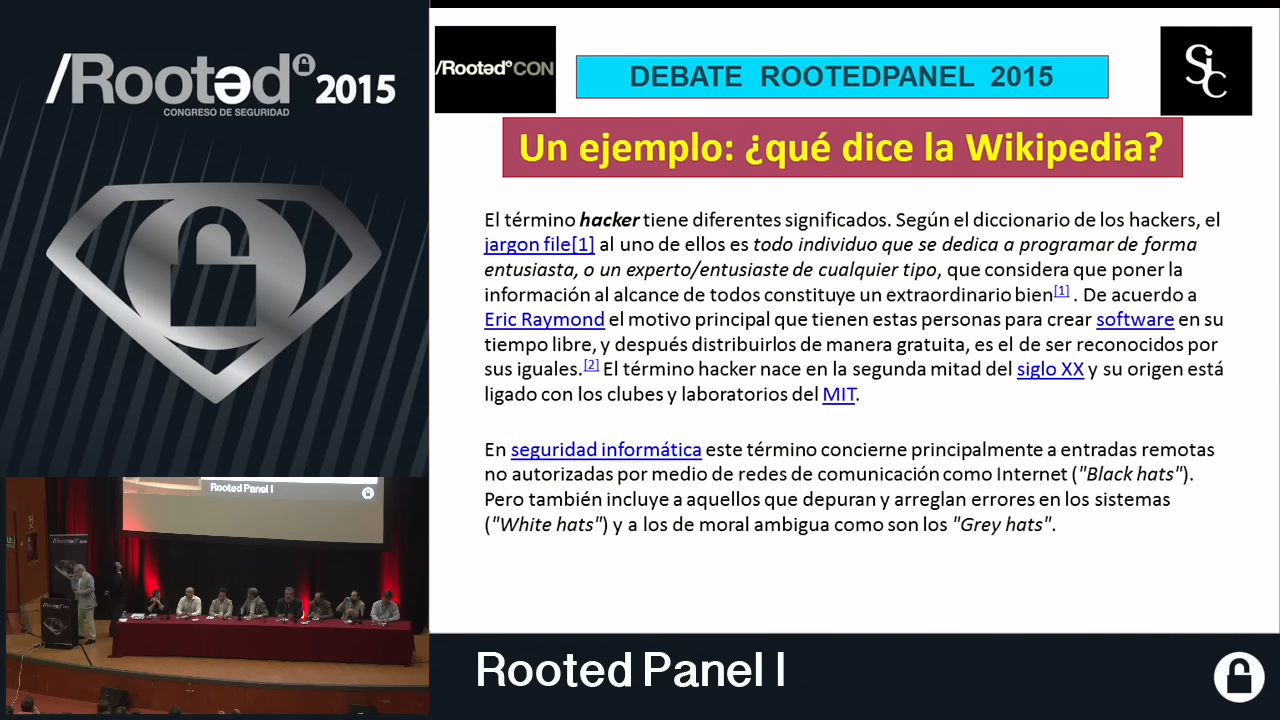 /Rooted°
2015
CONGRESO DE SEGURIDAD
/Rootəd°CON
DEBATE ROOTEDPANEL 2015
SiC
Un ejemplo: ¿qué dice la Wikipedia?
El término hacker tiene diferentes significados. Según el diccionario de los hackers, el
jargon file[1] al uno de ellos es todo individuo que se dedica a programar de forma
entusiasta, o un experto/entusiaste de cualquier tipo, que considera que poner la
información al alcance de todos constituye un extraordinario bien[1] . De acuerdo a
Eric Raymond el motivo principal que tienen estas personas para crear software en su
tiempo libre, y después distribuirlos de manera gratuita, es el de ser reconocidos por
sus iguales.[2] El término hacker nace en la segunda mitad del siglo XX y su origen está
ligado con los clubes y laboratorios del MIT.
En seguridad informática este término concierne principalmente a entradas remotas
no autorizadas por medio de redes de comunicación como Internet ("Black hats").
Pero también incluye a aquellos que depuran y arreglan errores en los sistemas
("White hats") y a los de moral ambigua como son los "Grey hats".
Rooted Panel I
Rooted Panel I